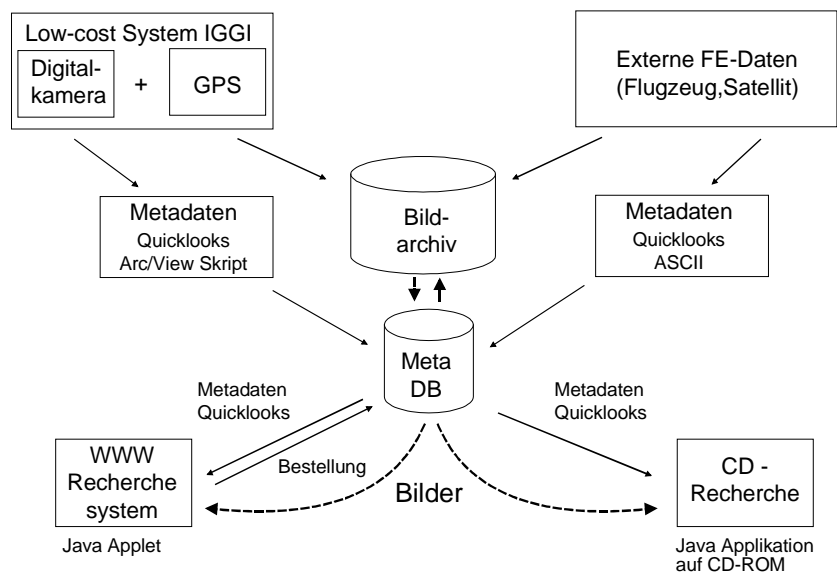 Low-cost System IGGI
Digital-
kamera
+
GPS
Externe FE-Daten
(Flugzeug,Satellit)
Metadaten
Quicklooks
Arc/View Skript
Bild-
archiv
Metadaten
Quicklooks
ASCII
Meta
DB
Metadaten
Quicklooks
Metadaten
Quicklooks
WWW
Recherche
system
Bestellung
Bilder
CD -
Recherche
Java Applet
Java Applikation
auf CD-ROM